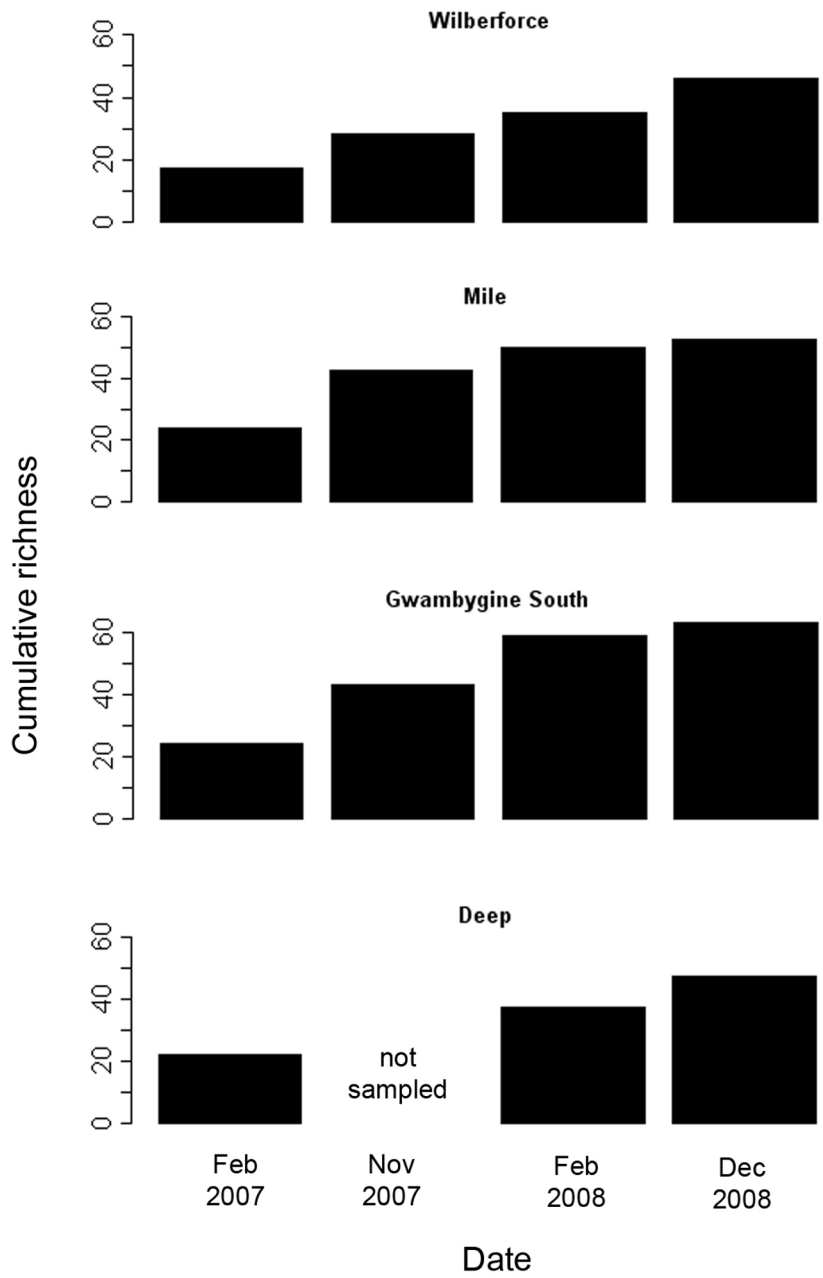 Wilberforce
60
40
20
0
Mile
60
40
20
0
Cumulative richness
Gwambygine South
60
40
20
0
Deep
60
40
20
0
not
sampled
Feb
2007
Nov
2007
Feb
2008
Dec
2008
Date